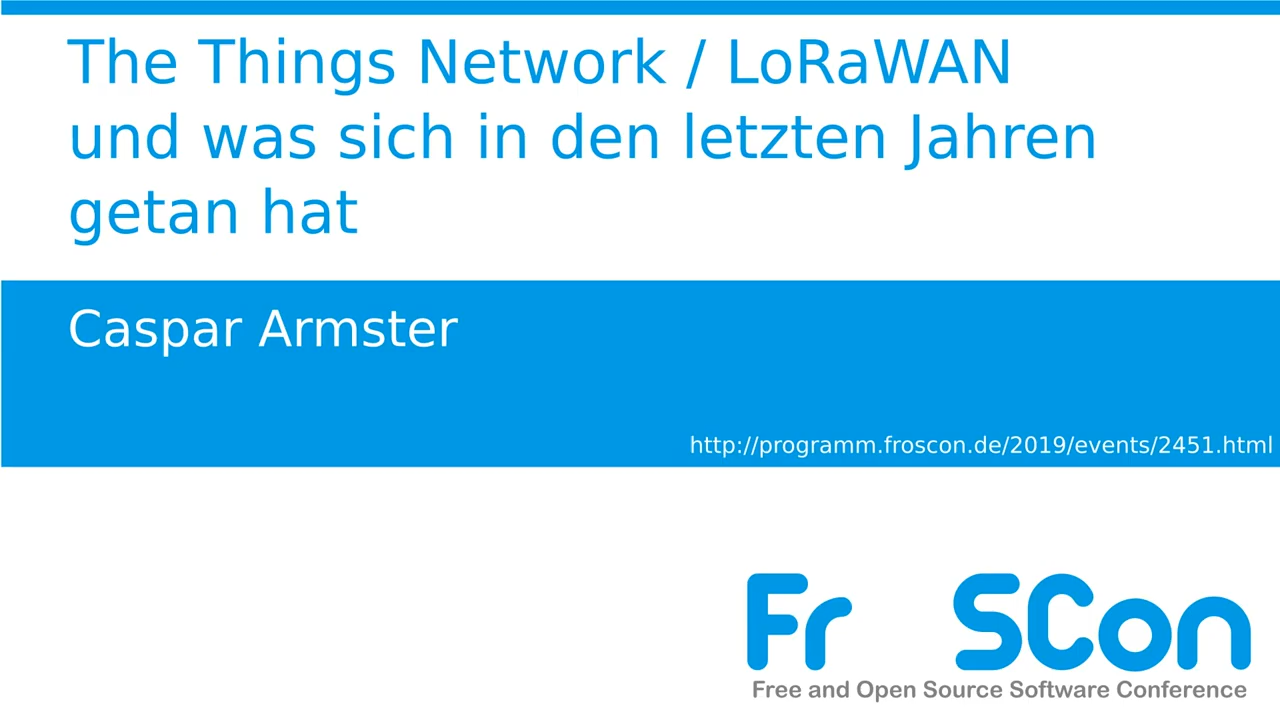 The Things Network / LoRaWAN
und was sich in den letzten Jahren
getan hat
Caspar Armster
http://programm.froscon.de/2019/events/2451.html
Fr SCon
Free and Open Source Software Conference